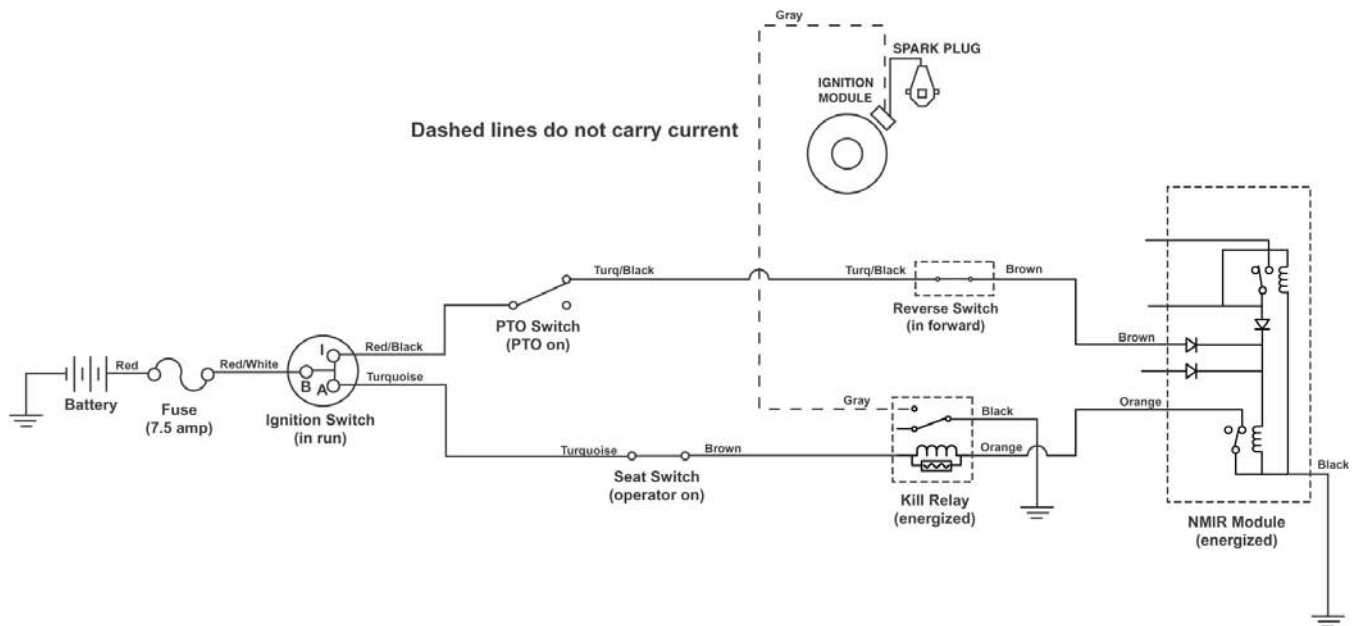 Gray
SPARK PLUG
IGNITION
MODULE
Dashed lines do not carry current
Turq/Black
Turq/Black
Brown
PTO Switch
(PTO on)
Reverse Switch
(in forward)
Red/Black
I
B
A
Red
Red/White
Turquoise
Battery
Fuse
(7.5 amp)
Ignition Switch
(in run)
Brown
Gray
Black
Orange
Turquoise
Brown
Orange
Seat Switch
(operator on)
Kill Relay
(energized)
Black
NMIR Module
(energized)